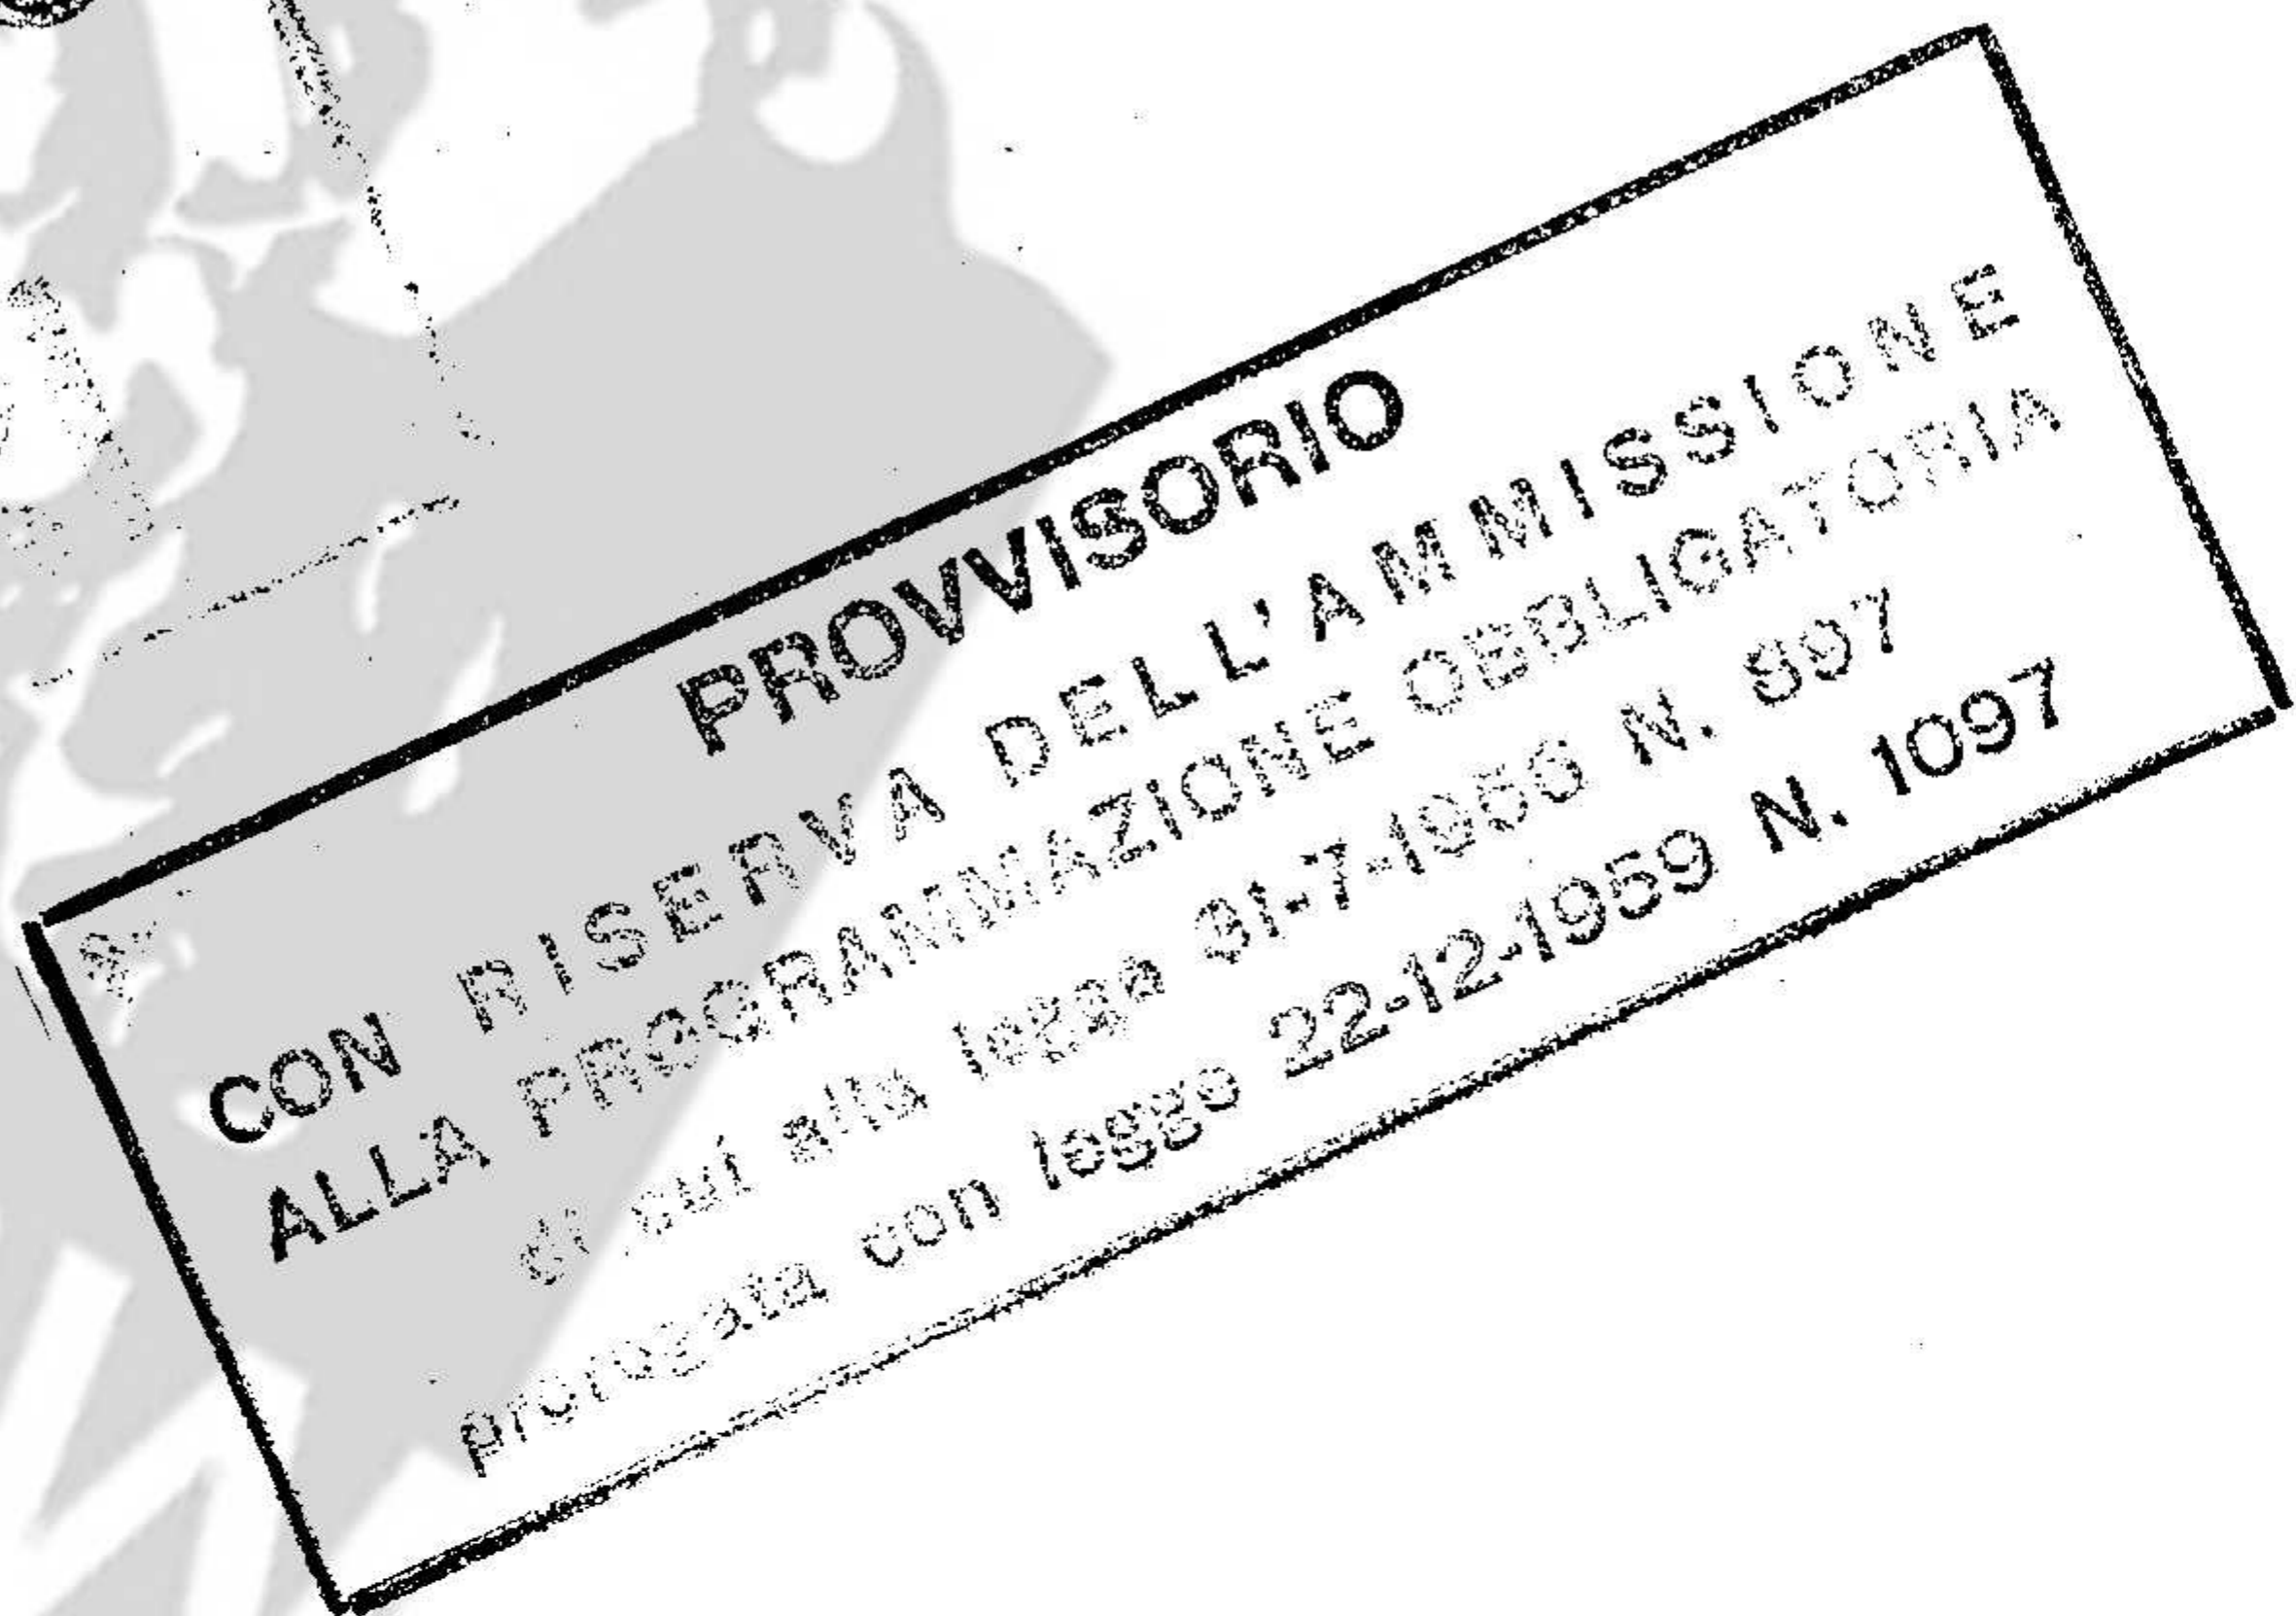 PROVVISORIO
CON RISERVA DELL'AMMISSIONE
ALLA PROGRAMMAZIONE OBBLIGATORIA
di cui alla legge 31-7-1956 N. 897
prorogata con legge 22-12-1959 N. 1097